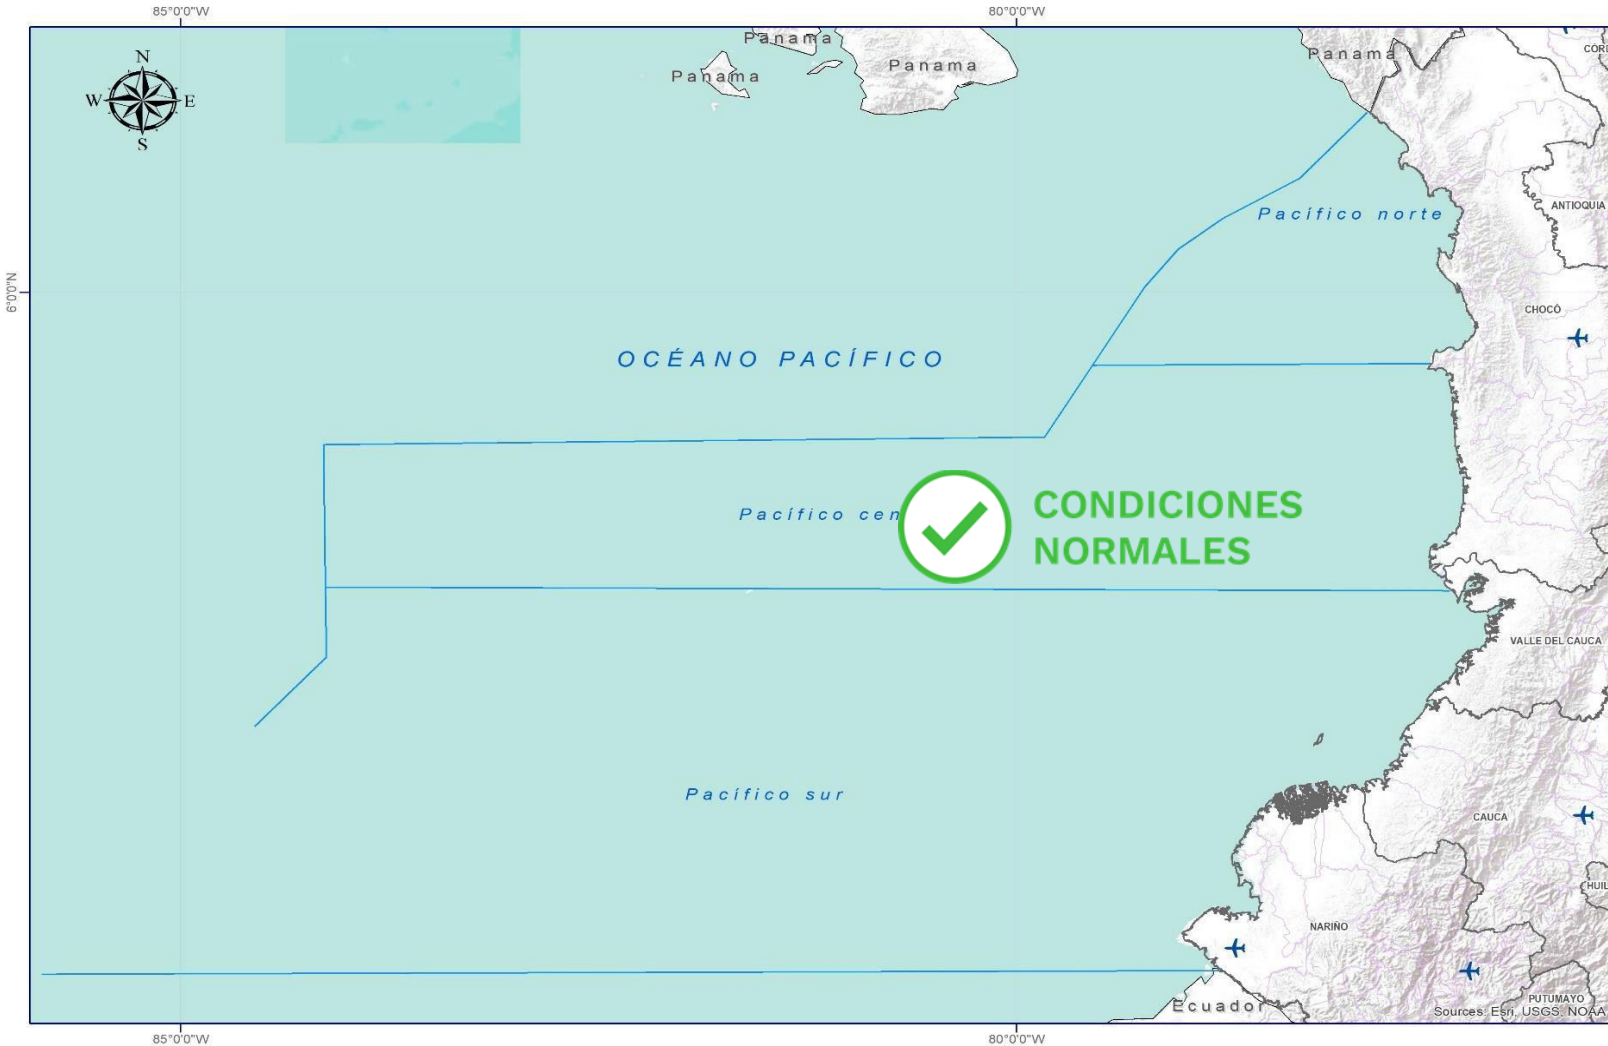 85°0'0"W
80°0'0"W
Panama
Panama
Panama
Panama
N
W
E
S
ANTIOQUIA
Pacífico norte
6°0'0"N
CHOCÓ
OCÉANO PACÍFICO
Pacífico cen
CONDICIONES
NORMALES
VALLE DEL CAUCA
Pacífico sur
CAUCA
HUIL
NARIÑO
PUTUMAYO
Ecuador
Sources: Esri, USGS, NOAA
85°0'0"W
80°0'0"W